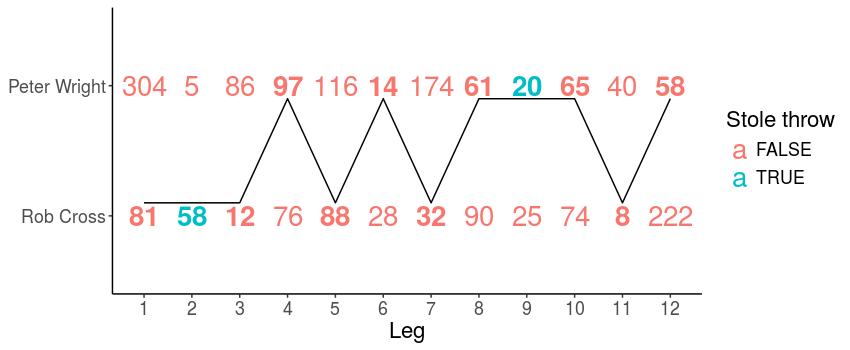 Peter Wright 304 5 86 97 116 14 174 61 20 65 40 58
Stole throw
a FALSE
a TRUE
Rob Cross 81 58 12 76 88 28 32 90 25 74 8 222
1 2 3 4 5 6 7 8 9 10 11 12
Leg